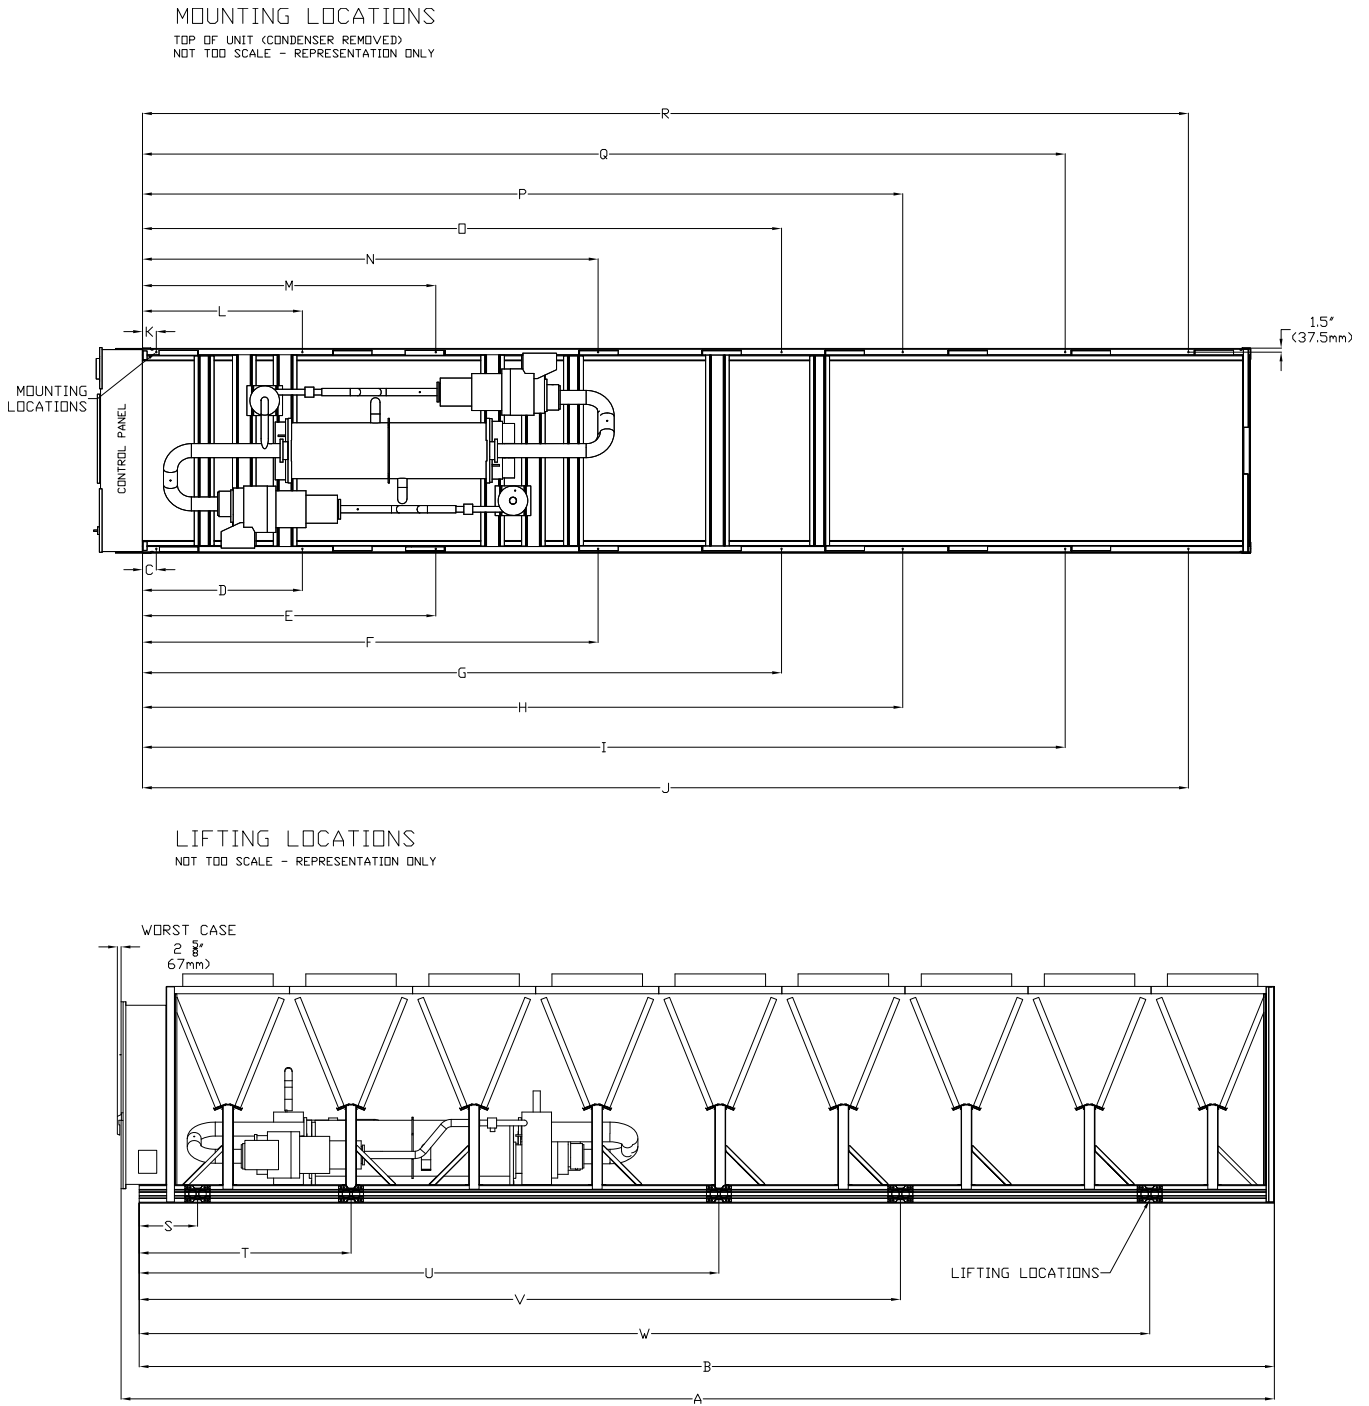 MOUNTING LOCATIONS
TOP OF UNIT (CONDENSER REMOVED)
NOT TOO SCALE - REPRESENTATION ONLY
R
Q
P
O
N
M
L
K
1.5"
(37.5mm)
MOUNTING
LOCATIONS
CONTROL PANEL
C
D
E
F
G
H
I
J
LIFTING LOCATIONS
NOT TOO SCALE - REPRESENTATION ONLY
WORST CASE
2 5/8"
67mm)
S
T
U
LIFTING LOCATIONS
V
W
B
A